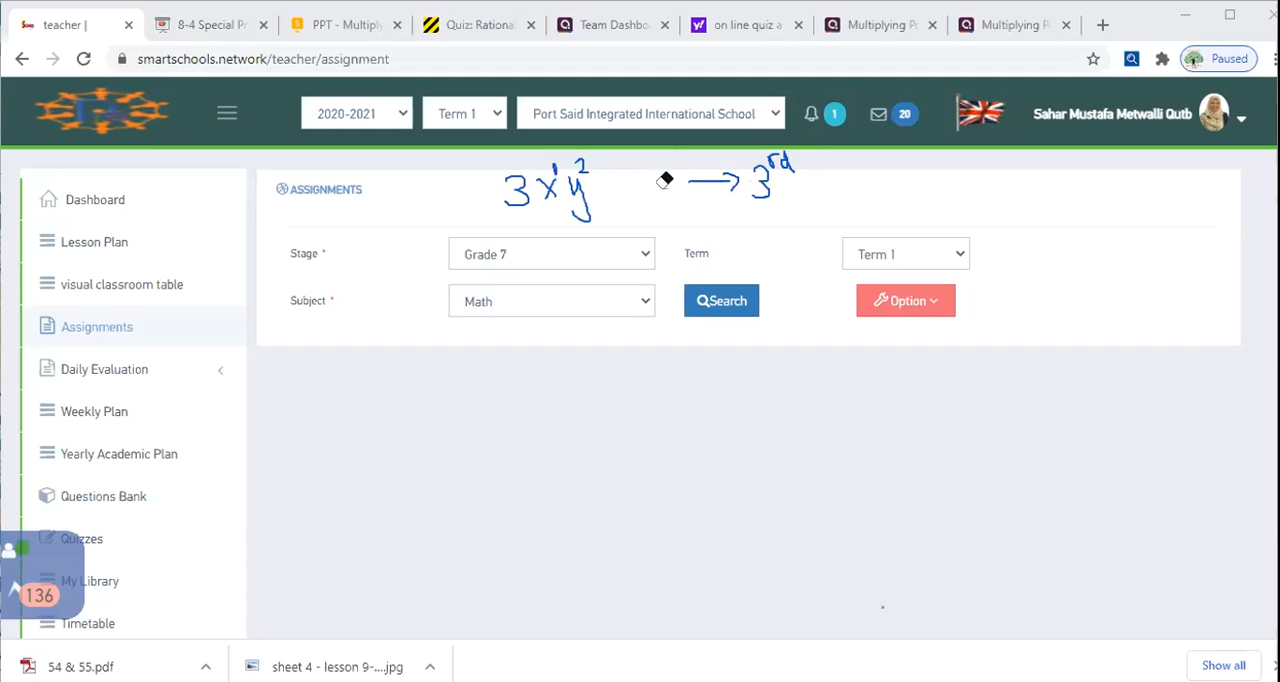 teacher |
8-4 Special Pr
PPT - Multiply
Quiz: Rational
Team Dashbo
on line quiz a
Multiplying Po
Multiplying P
smartschools.network/teacher/assignment
Paused
2020-2021
Term 1
Port Said Integrated International School
1
20
Sahar Mustafa Metwalli Qutb
3x¹y² → 3rd
ASSIGNMENTS
Dashboard
Lesson Plan
visual classroom table
Assignments
Daily Evaluation
Weekly Plan
Yearly Academic Plan
Questions Bank
Quizzes
My Library
Timetable
Stage *
Grade 7
Term
Term 1
Subject *
Math
Search
Option
136
54 & 55.pdf
sheet 4 - lesson 9-....jpg
Show all